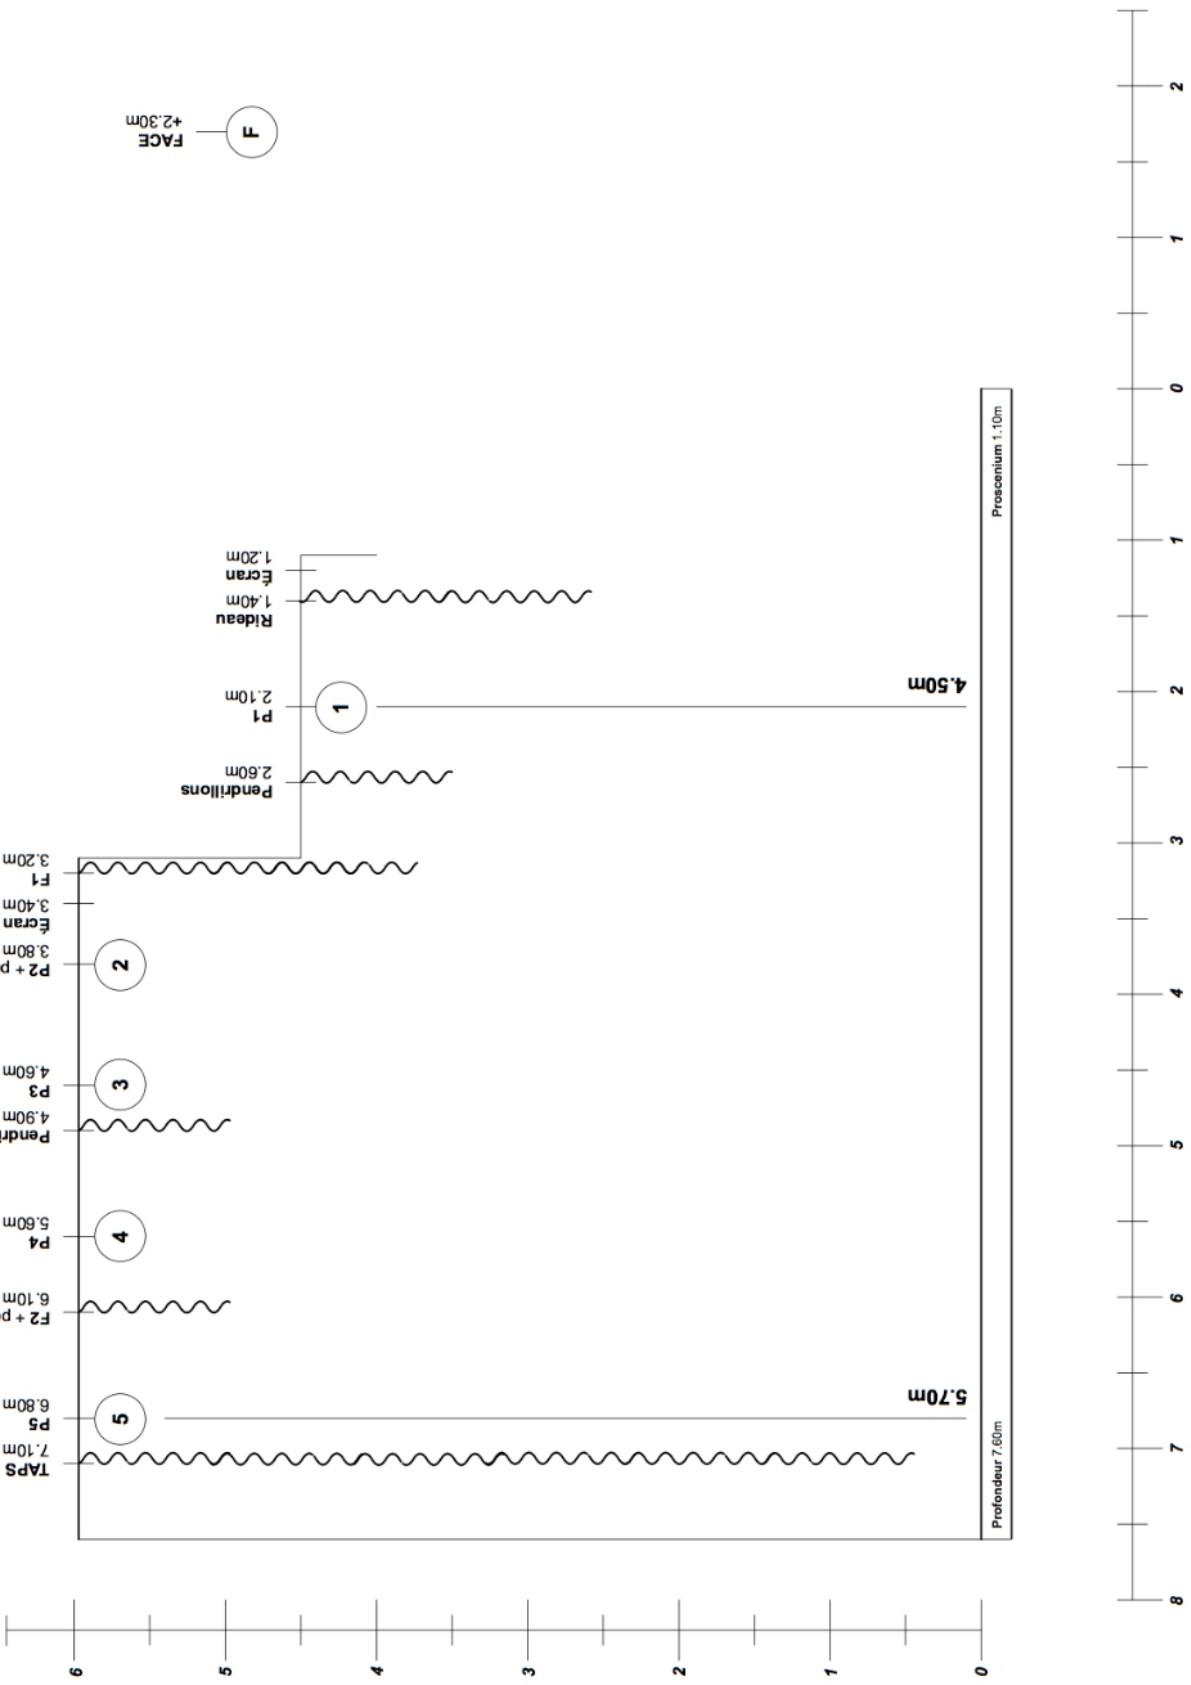 FACE
+2.30m
F
2
1
0
1
2
3
4
5
6
7
8
Proscenium 1.10m
1.20m
Écran
1.40m
Rideau
2.10m
P1
1
4.50m
2.60m
Pendrillons
3.20m
F1
3.40m
Écran
3.80m
P2 + p
2
4.60m
P3
3
4.90m
Pendri
5.60m
P4
4
6.10m
F2 + p
6.80m
P5
5
5.70m
7.10m
TAPS
Profondeur 7.60m
6
5
4
3
2
1
0